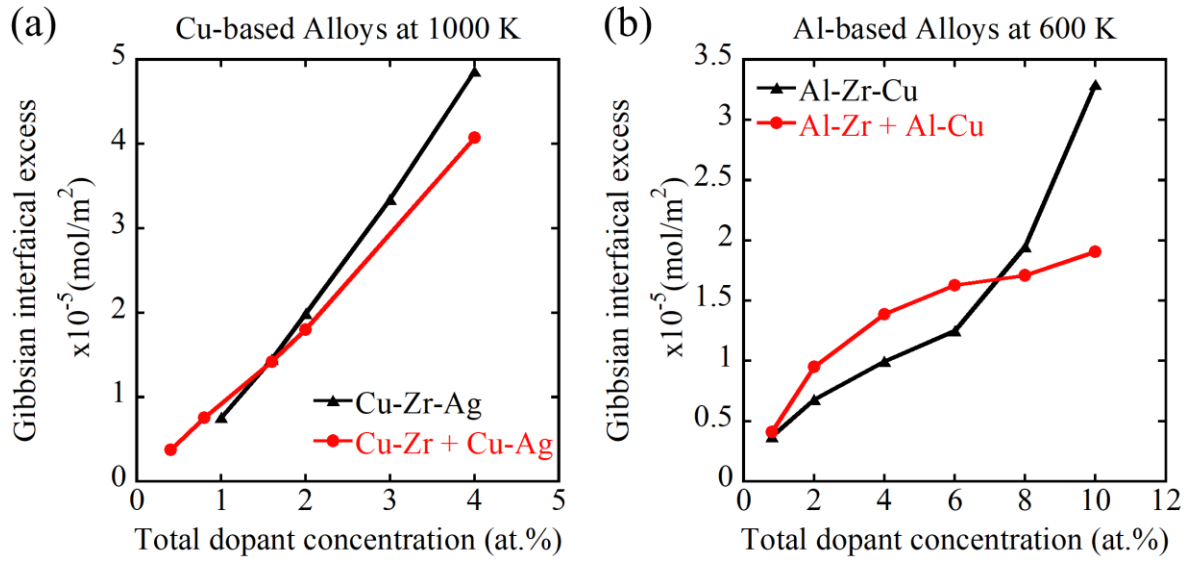 (a)
Cu-based Alloys at 1000 K
Gibbsian interfaical excess
x10⁻⁵(mol/m²)
5
4
3
2
1
0
Cu-Zr-Ag
Cu-Zr + Cu-Ag
0 1 2 3 4 5
Total dopant concentration (at.%)
(b)
Al-based Alloys at 600 K
Gibbsian interfaical excess
x10⁻⁵(mol/m²)
3.5
3
2.5
2
1.5
1
0.5
0
Al-Zr-Cu
Al-Zr + Al-Cu
0 2 4 6 8 10 12
Total dopant concentration (at.%)